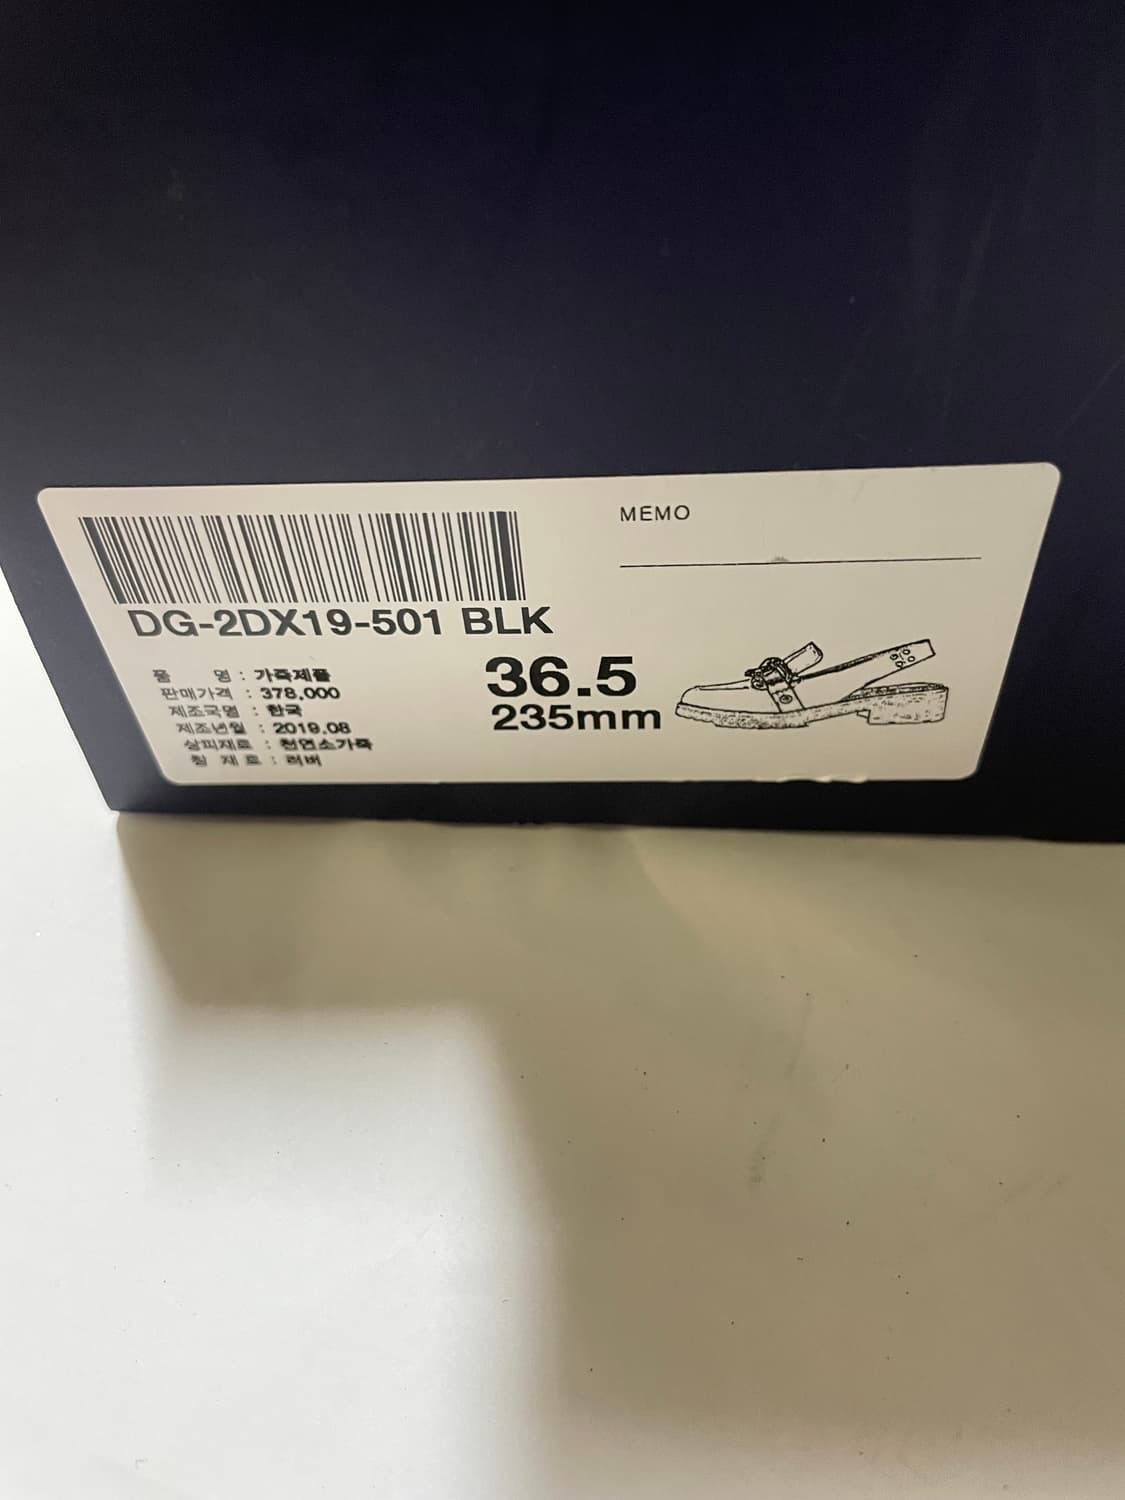 MEMO
DG-2DX19-501 BLK
품 명 : 가죽제품
판매가격 : 378,000
제조국명 : 한국
제조년월 : 2019.08
상피재료 : 천연소가죽
창 재 료 : 러버
36.5
235mm